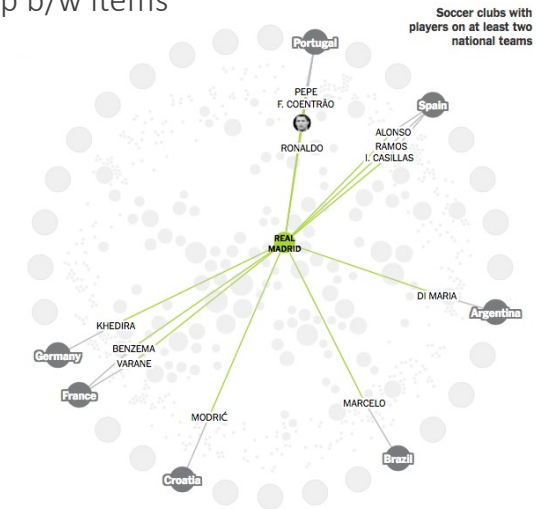 p b/w items
Soccer clubs with
players on at least two
national teams
Portugal
PEPE
F. COENTRÃO
RONALDO
Spain
ALONSO
RAMOS
I. CASILLAS
REAL
MADRID
DI MARIA
Argentina
KHEDIRA
Germany
BENZEMA
VARANE
France
MARCELO
MODRIĆ
Brazil
Croatia